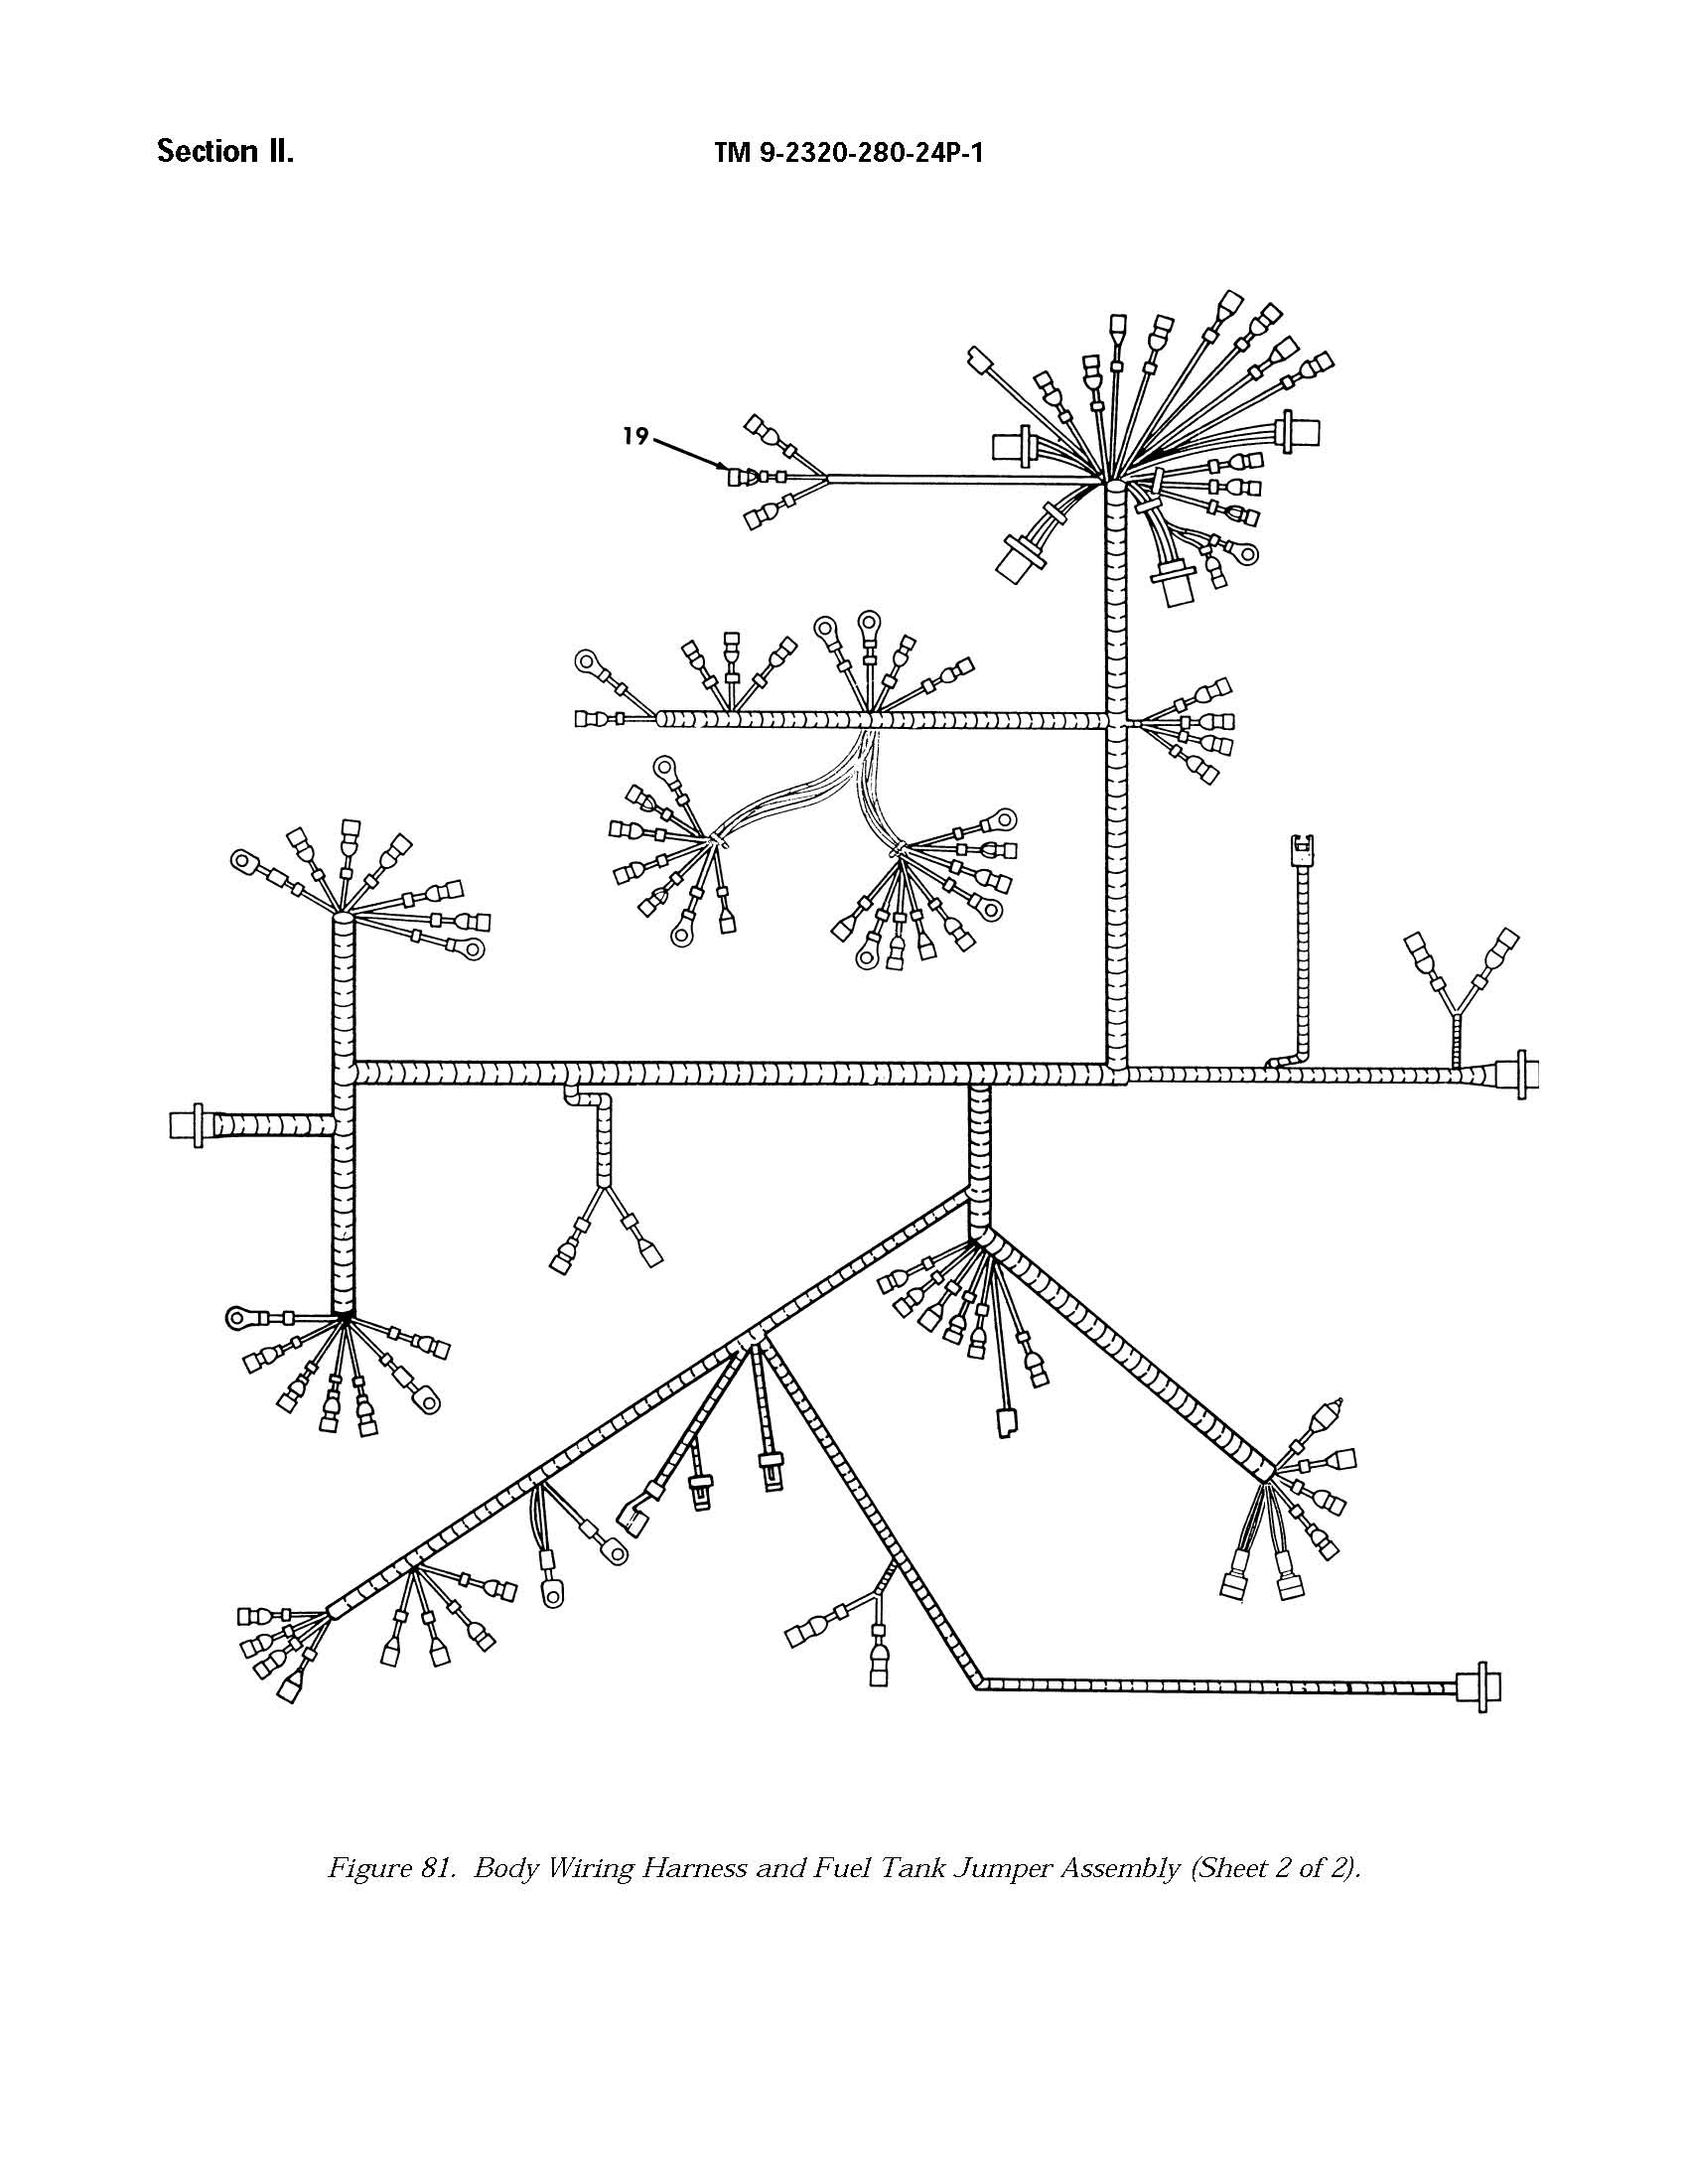 Section II.
TM 9-2320-280-24P-1
19
Figure 81. Body Wiring Harness and Fuel Tank Jumper Assembly (Sheet 2 of 2).